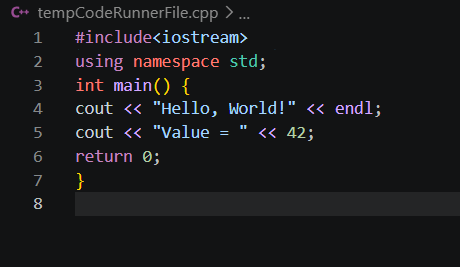 tempCodeRunnerFile.cpp > ...
1 #include<iostream>
2 using namespace std;
3 int main() {
4 cout << "Hello, World!" << endl;
5 cout << "Value = " << 42;
6 return 0;
7 }
8